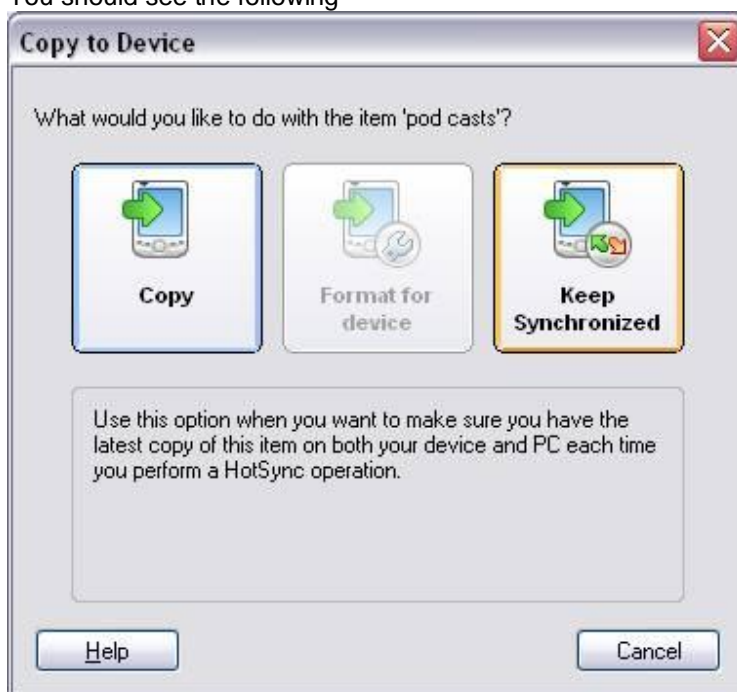 You should see the following
Copy to Device
What would you like to do with the item 'pod casts'?
Copy
Format for
device
Keep
Synchronized
Use this option when you want to make sure you have the
latest copy of this item on both your device and PC each time
you perform a HotSync operation.
Help
Cancel